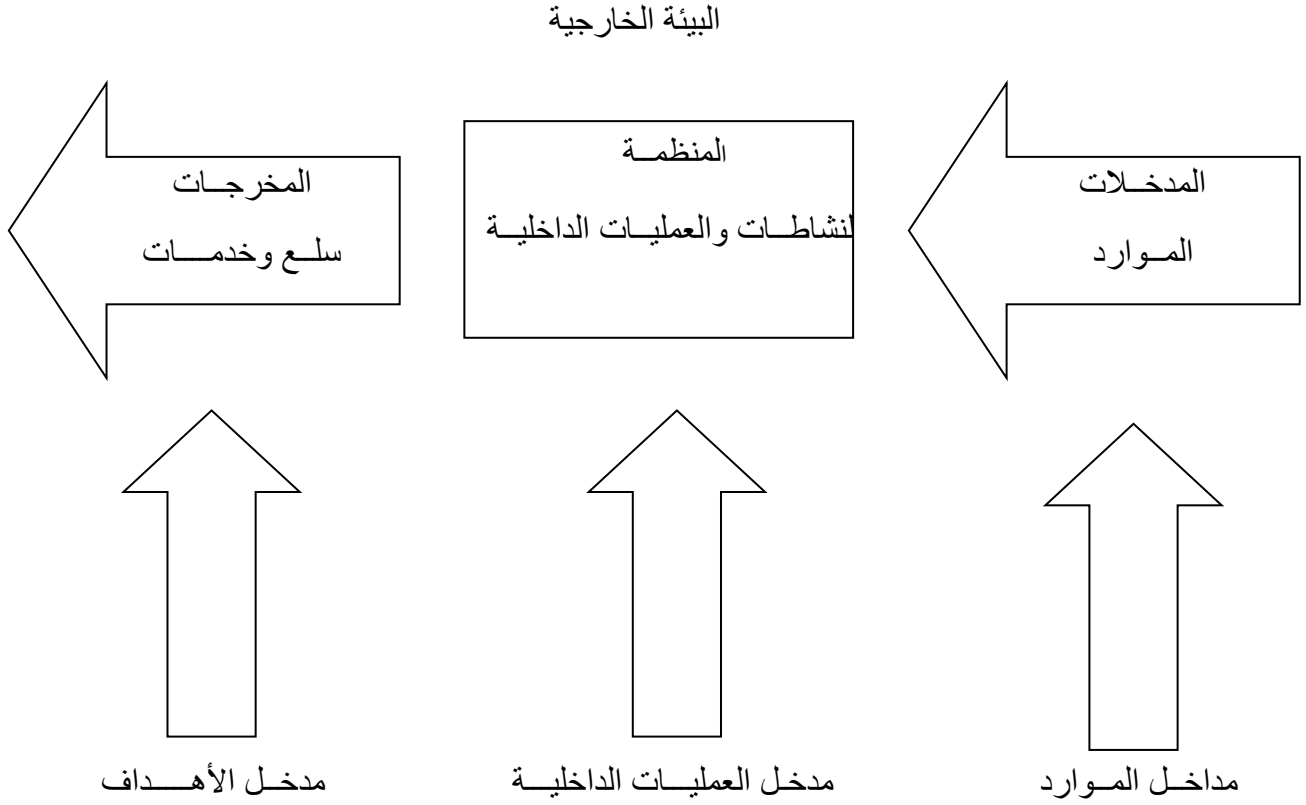 البيئة الخارجية
المدخلات
الموارد
المنظمة
لنشاطات والعمليات الداخلية
المخرجات
سلع وخدمات
مداخل الموارد
مدخل العمليات الداخلية
مدخل الأهداف